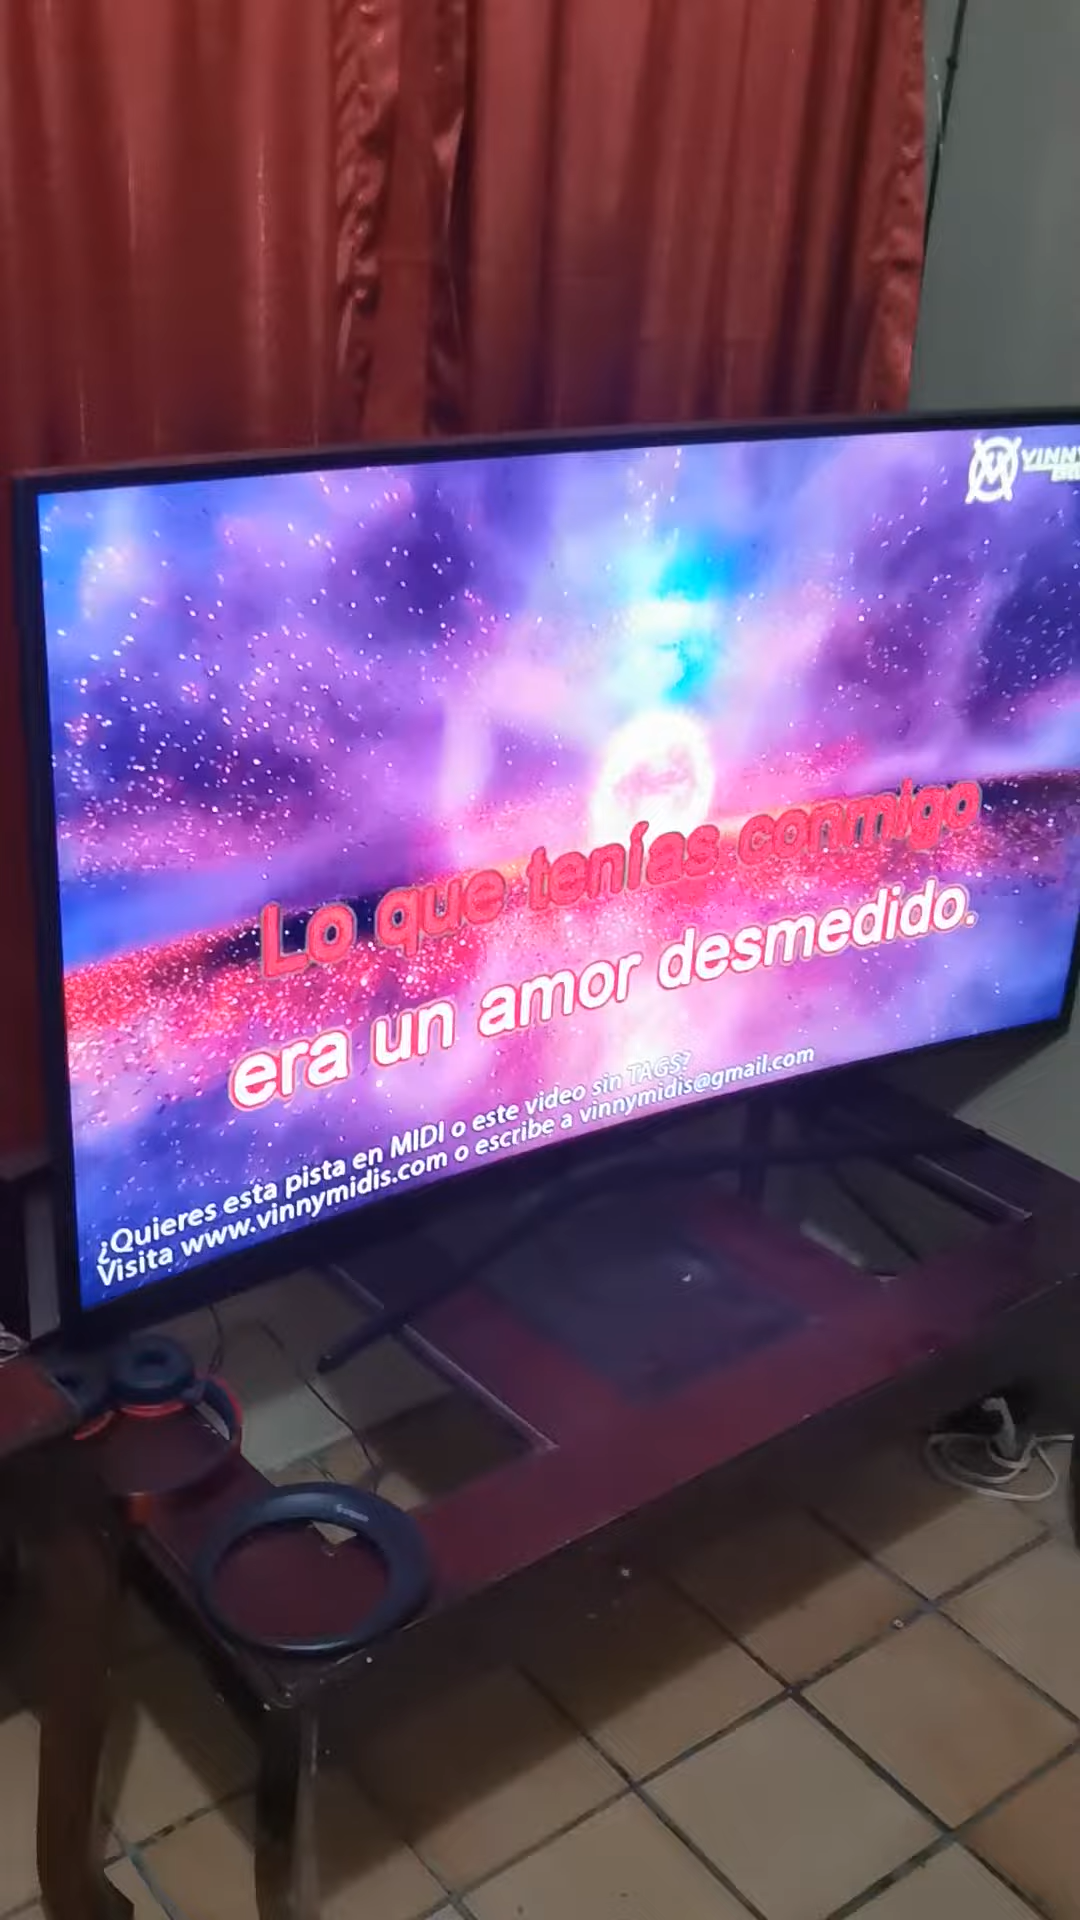 VINNY
Lo que tenías conmigo
era un amor desmedido.
¿Quieres esta pista en MIDI o este video sin TAGS?
Visita www.vinnymidis.com o escribe a vinnymidis@gmail.com